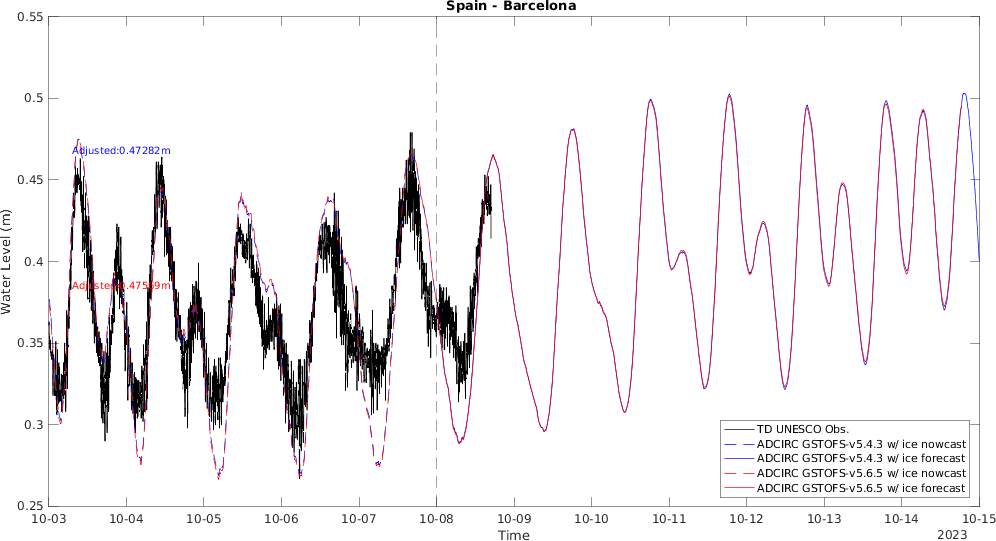 Spain - Barcelona
0.55
0.5
0.45
0.4
0.35
0.3
0.25
Water Level (m)
Adjusted:0.47282m
Adjusted:0.47559m
TD UNESCO Obs.
ADCIRC GSTOFS-v5.4.3 w/ ice nowcast
ADCIRC GSTOFS-v5.4.3 w/ ice forecast
ADCIRC GSTOFS-v5.6.5 w/ ice nowcast
ADCIRC GSTOFS-v5.6.5 w/ ice forecast
10-03 10-04 10-05 10-06 10-07 10-08 10-09 10-10 10-11 10-12 10-13 10-14 10-15
Time
2023